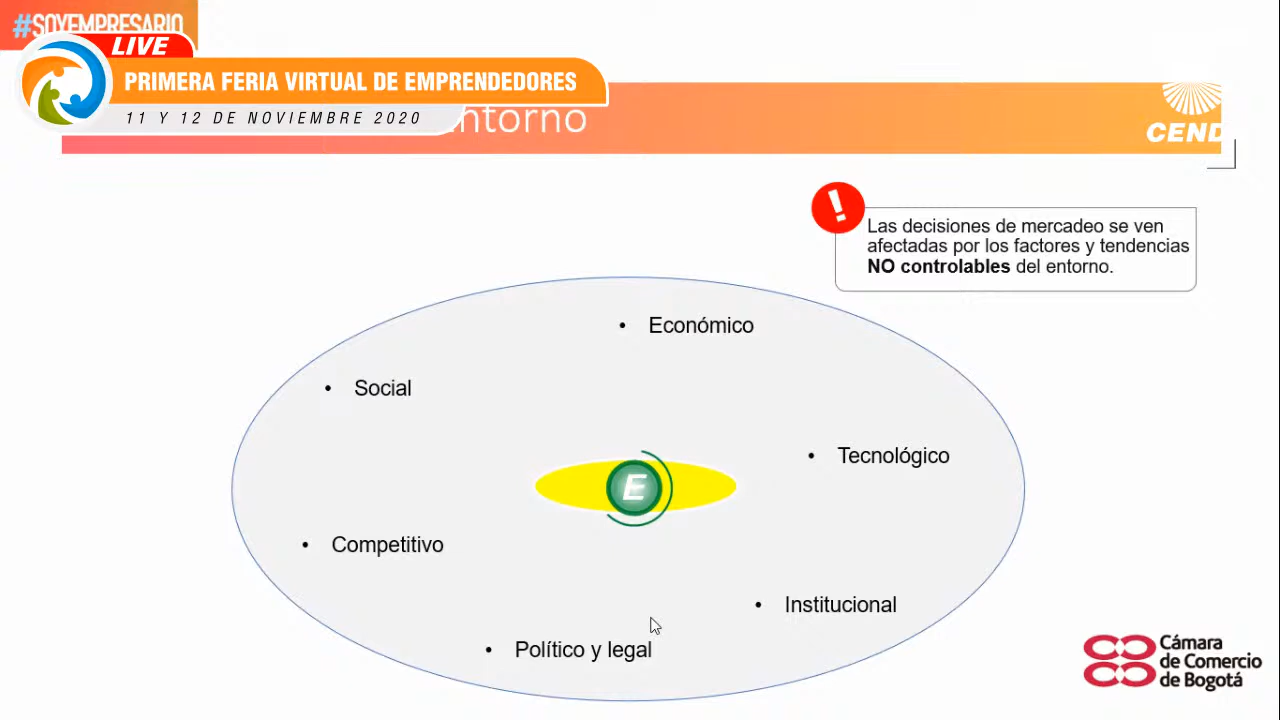 #SOYEMPRESARIO
LIVE
PRIMERA FERIA VIRTUAL DE EMPRENDEDORES
11 Y 12 DE NOVIEMBRE 2020
ntorno
CEND
Las decisiones de mercadeo se ven
afectadas por los factores y tendencias
NO controlables del entorno.
• Económico
• Social
• Tecnológico
E
• Competitivo
• Institucional
• Político y legal
Cámara
de Comercio
de Bogotá